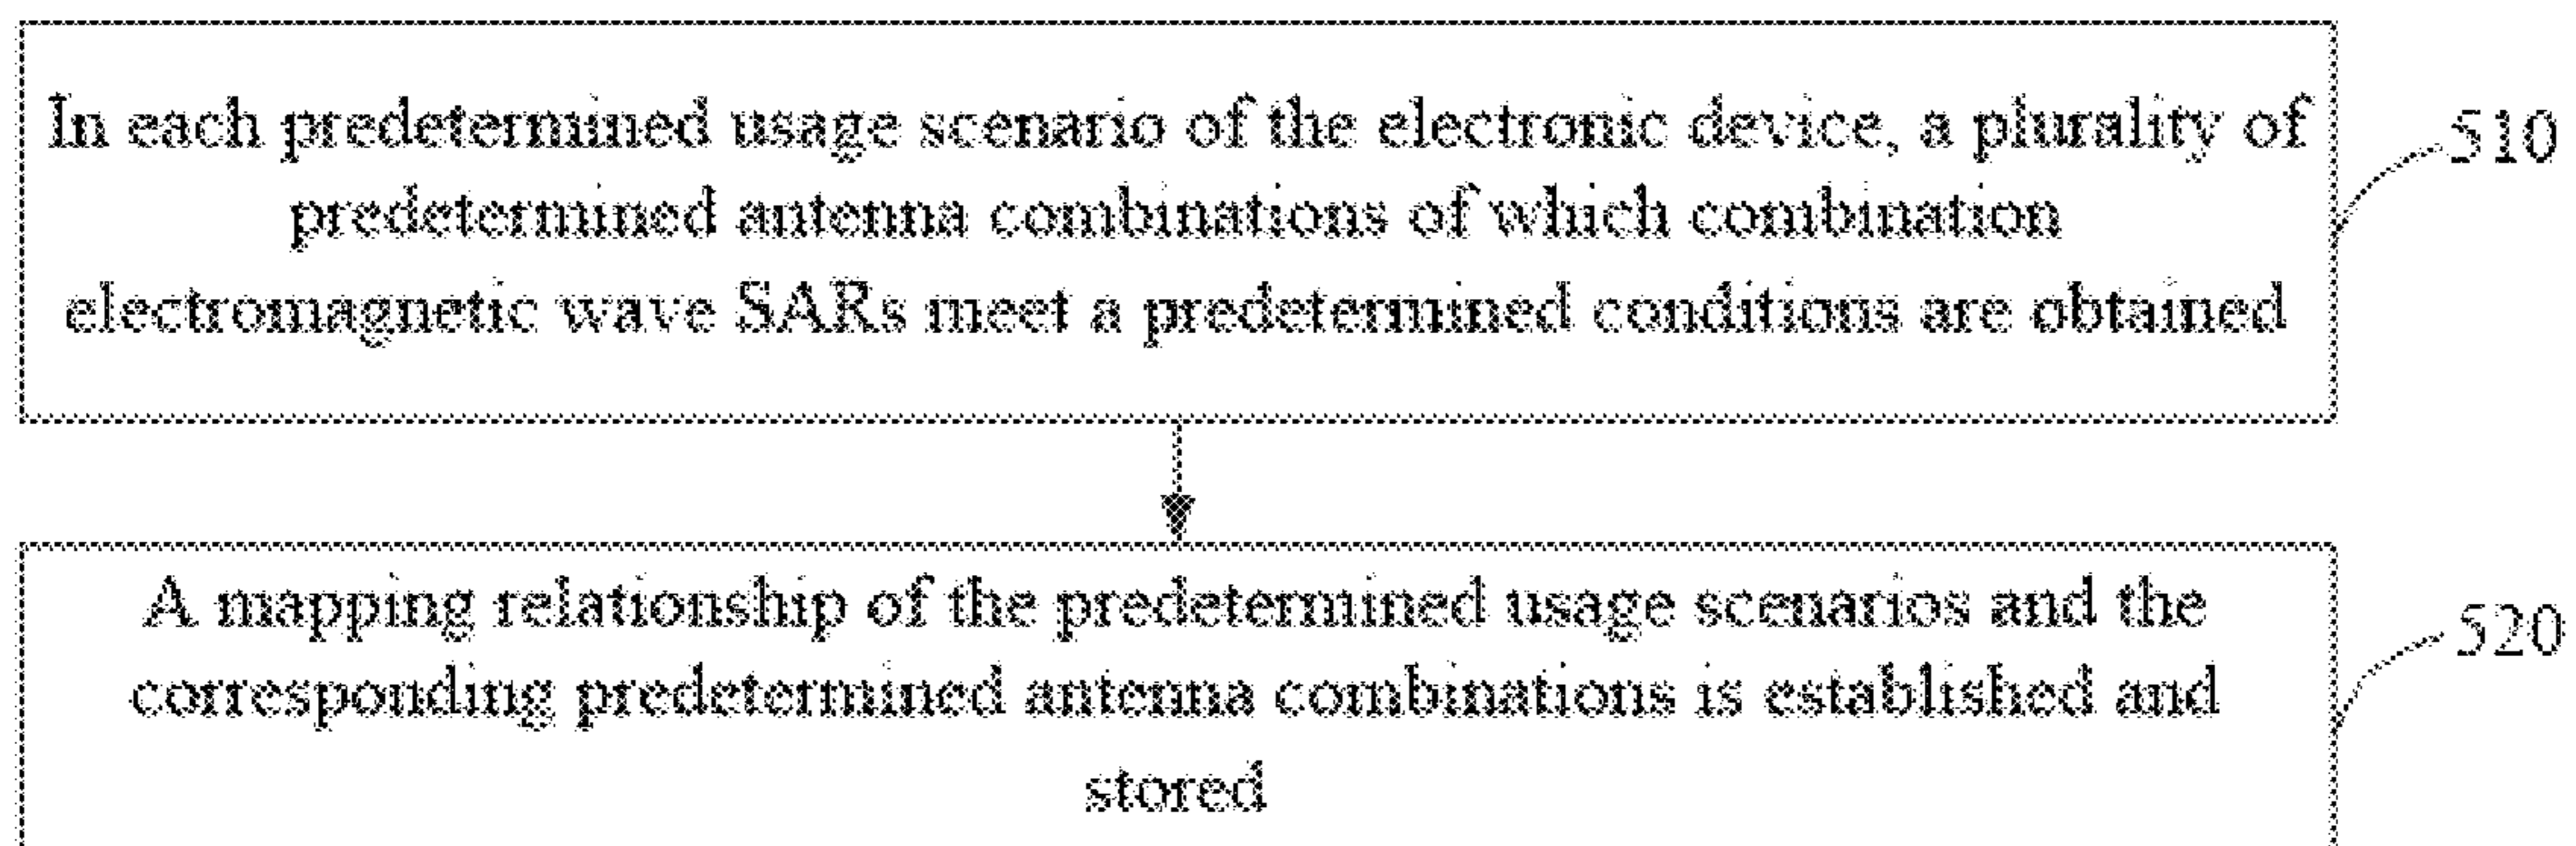 In each predetermined usage scenario of the electronic device, a plurality of
predetermined antenna combinations of which combination
electromagnetic wave SARs meet a predetermined conditions are obtained
510
A mapping relationship of the predetermined usage scenarios and the
corresponding predetermined antenna combinations is established and
stored
520